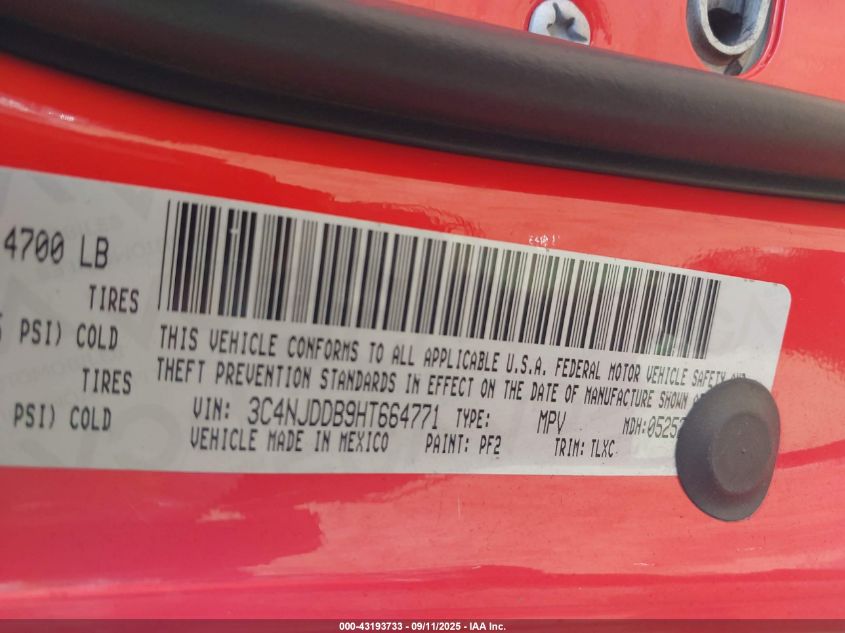 4700 LB
TIRES
PSI) COLD
TIRES
PSI) COLD
THIS VEHICLE CONFORMS TO ALL APPLICABLE U.S.A. FEDERAL MOTOR VEHICLE SAFETY AND
THEFT PREVENTION STANDARDS IN EFFECT ON THE DATE OF MANUFACTURE SHOWN
VIN: 3C4NJDDB9HT664771 TYPE: MPV MDH: 0525
VEHICLE MADE IN MEXICO PAINT: PF2 TRIM: TLXC
000-43193733 - 09/11/2025 - IAA Inc.